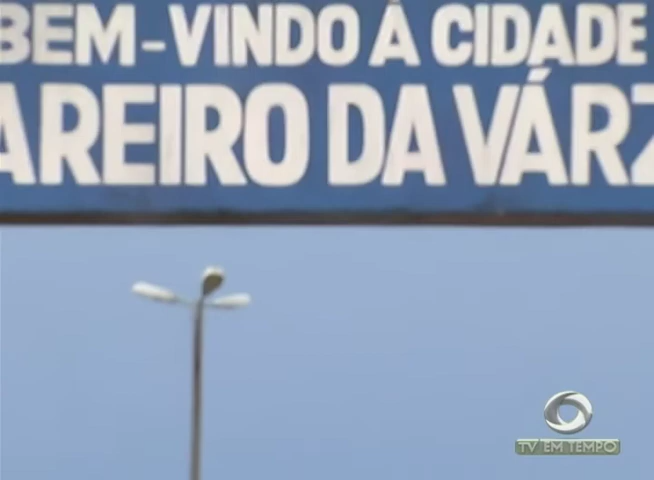 BEM-VINDO À CIDADE
AREIRO DA VÁRZ
TV EM TEMPO